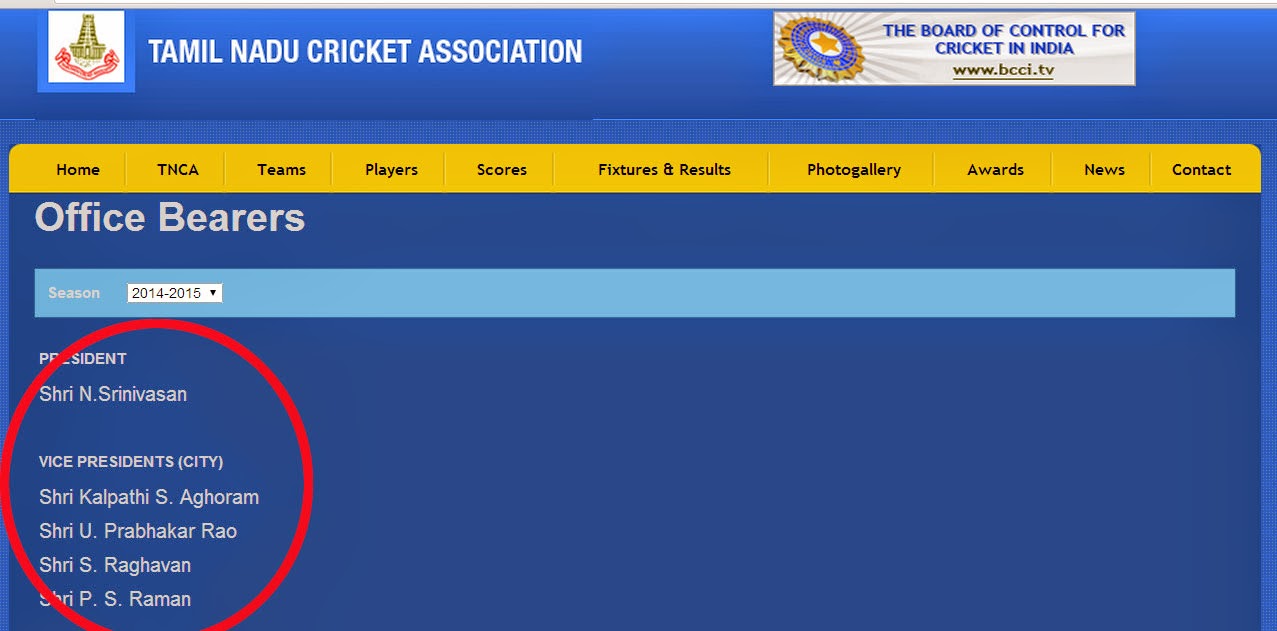 TAMIL NADU CRICKET ASSOCIATION
THE BOARD OF CONTROL FOR
CRICKET IN INDIA
www.bcci.tv
Home TNCA Teams Players Scores Fixtures & Results Photogallery Awards News Contact
Office Bearers
Season 2014-2015
PRESIDENT
Shri N.Srinivasan
VICE PRESIDENTS (CITY)
Shri Kalpathi S. Aghoram
Shri U. Prabhakar Rao
Shri S. Raghavan
Shri P. S. Raman